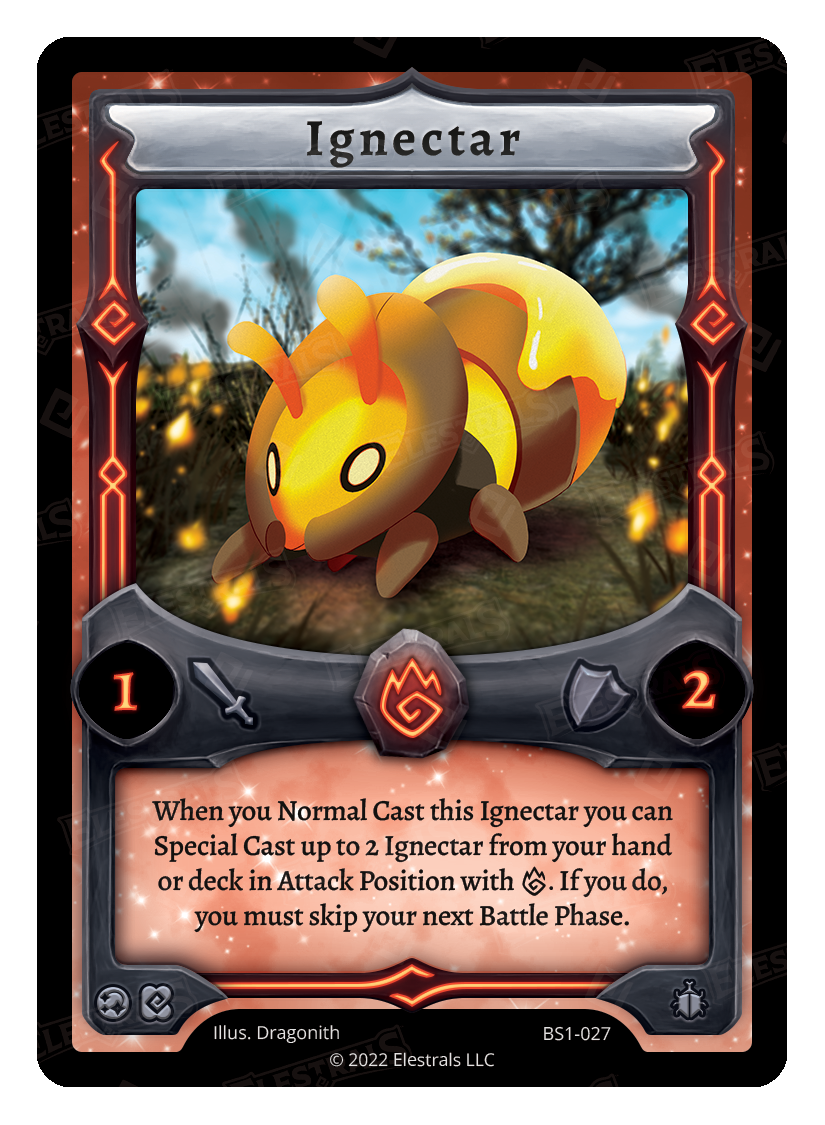 Ignectar
1
2
When you Normal Cast this Ignectar you can
Special Cast up to 2 Ignectar from your hand
or deck in Attack Position with . If you do,
you must skip your next Battle Phase.
Illus. Dragonith
BS1-027
© 2022 Elestrals LLC
ELESTRALS